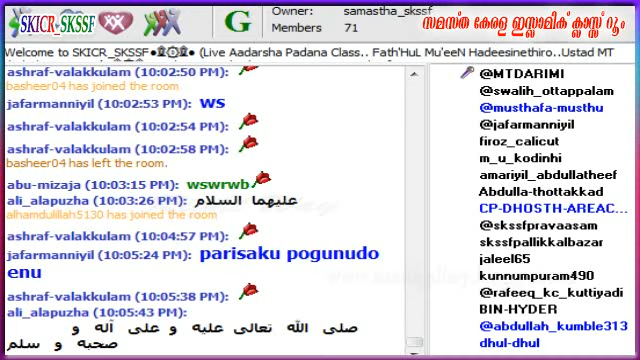 SKICR_SKSSF
G
Owner samastha_skssf
Members 71
സമസ്ത കേരള ഇസ്ലാമിക് ക്ലാസ്സ് റൂം
Welcome to SKICR_SKSSF (Live Aadarsha Padana Class.. Fath'HuL Mu'eeN Hadeesinethiro..Ustad MT
ashraf-valakkulam (10:02:50 PM):
basheer04 has joined the room
jafarmanniyil (10:02:53 PM): ws
ashraf-valakkulam (10:02:54 PM):
ashraf-valakkulam (10:02:58 PM):
basheer04 has left the room.
abu-mizaja (10:03:15 PM): wswrwb
ali_alapuzha (10:03:26 PM): عليهما السلام
alhamdulillah5130 has joined the room
ashraf-valakkulam (10:04:57 PM):
jafarmanniyil (10:05:24 PM): parisaku pogunudo
enu
ashraf-valakkulam (10:05:38 PM):
ali_alapuzha (10:05:43 PM):
صلى الله تعالى عليه و على آله و
صحبه و سلم
@MTDARIMI
@swalih_ottappalam
@musthafa-musthu
@jafarmanniyil
firoz_calicut
m_u_kodinhi
amariyil_abdullatheef
Abdulla-thottakkad
CP-DHOSTH-AREAC...
@skssfpravaasam
skssfpallikkalbazar
jaleel65
kunnumpuram490
@rafeeq_kc_kuttiyadi
BIN-HYDER
@abdullah_kumble313
dhul-dhul